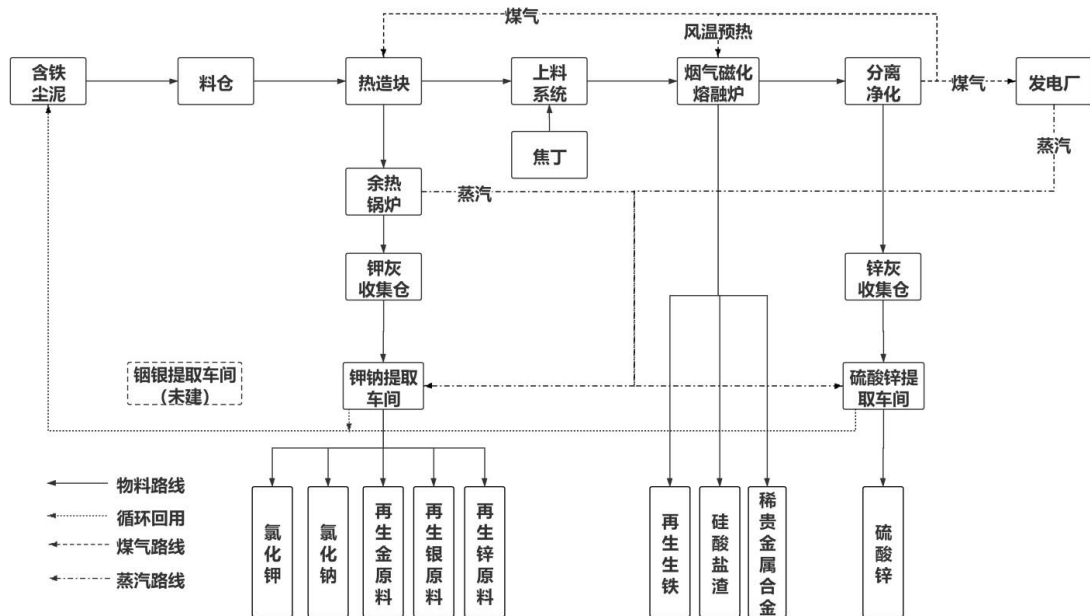 煤气
风温预热
含铁
尘泥
料仓
热造块
上料
系统
烟气磁化
熔融炉
分离
净化
煤气
发电厂
焦丁
蒸汽
余热
锅炉
蒸汽
钾灰
收集仓
锌灰
收集仓
铟银提取车间
（未建）
钾钠提取
车间
硫酸锌提
取车间
物料路线
循环回用
煤气路线
蒸汽路线
氯化钾
氯化钠
再生金原料
再生银原料
再生锌原料
再生生铁
硅酸盐渣
稀贵金属合金
硫酸锌